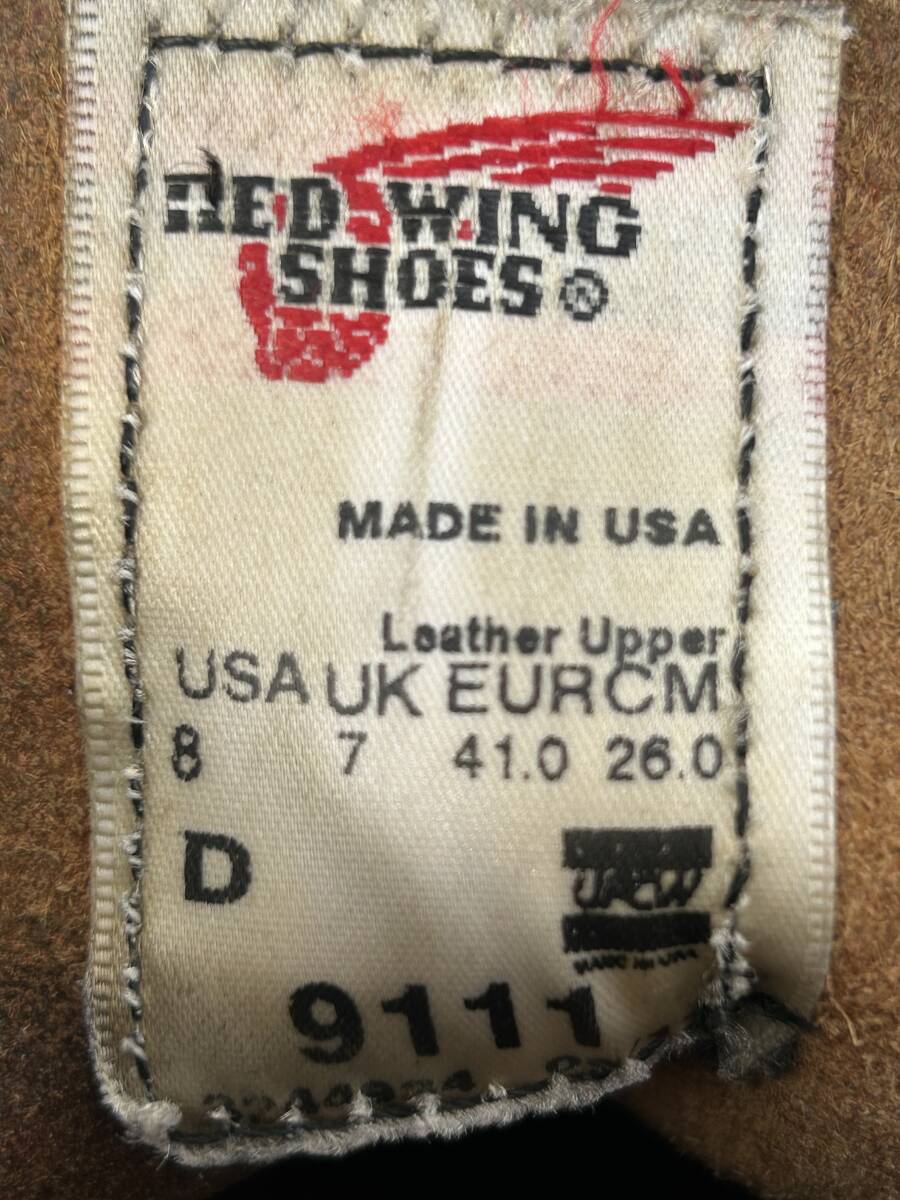 RED WING
SHOES®
MADE IN USA
Leather Upper
USA UK EUR CM
8 7 41.0 26.0
D
UFCW
9111